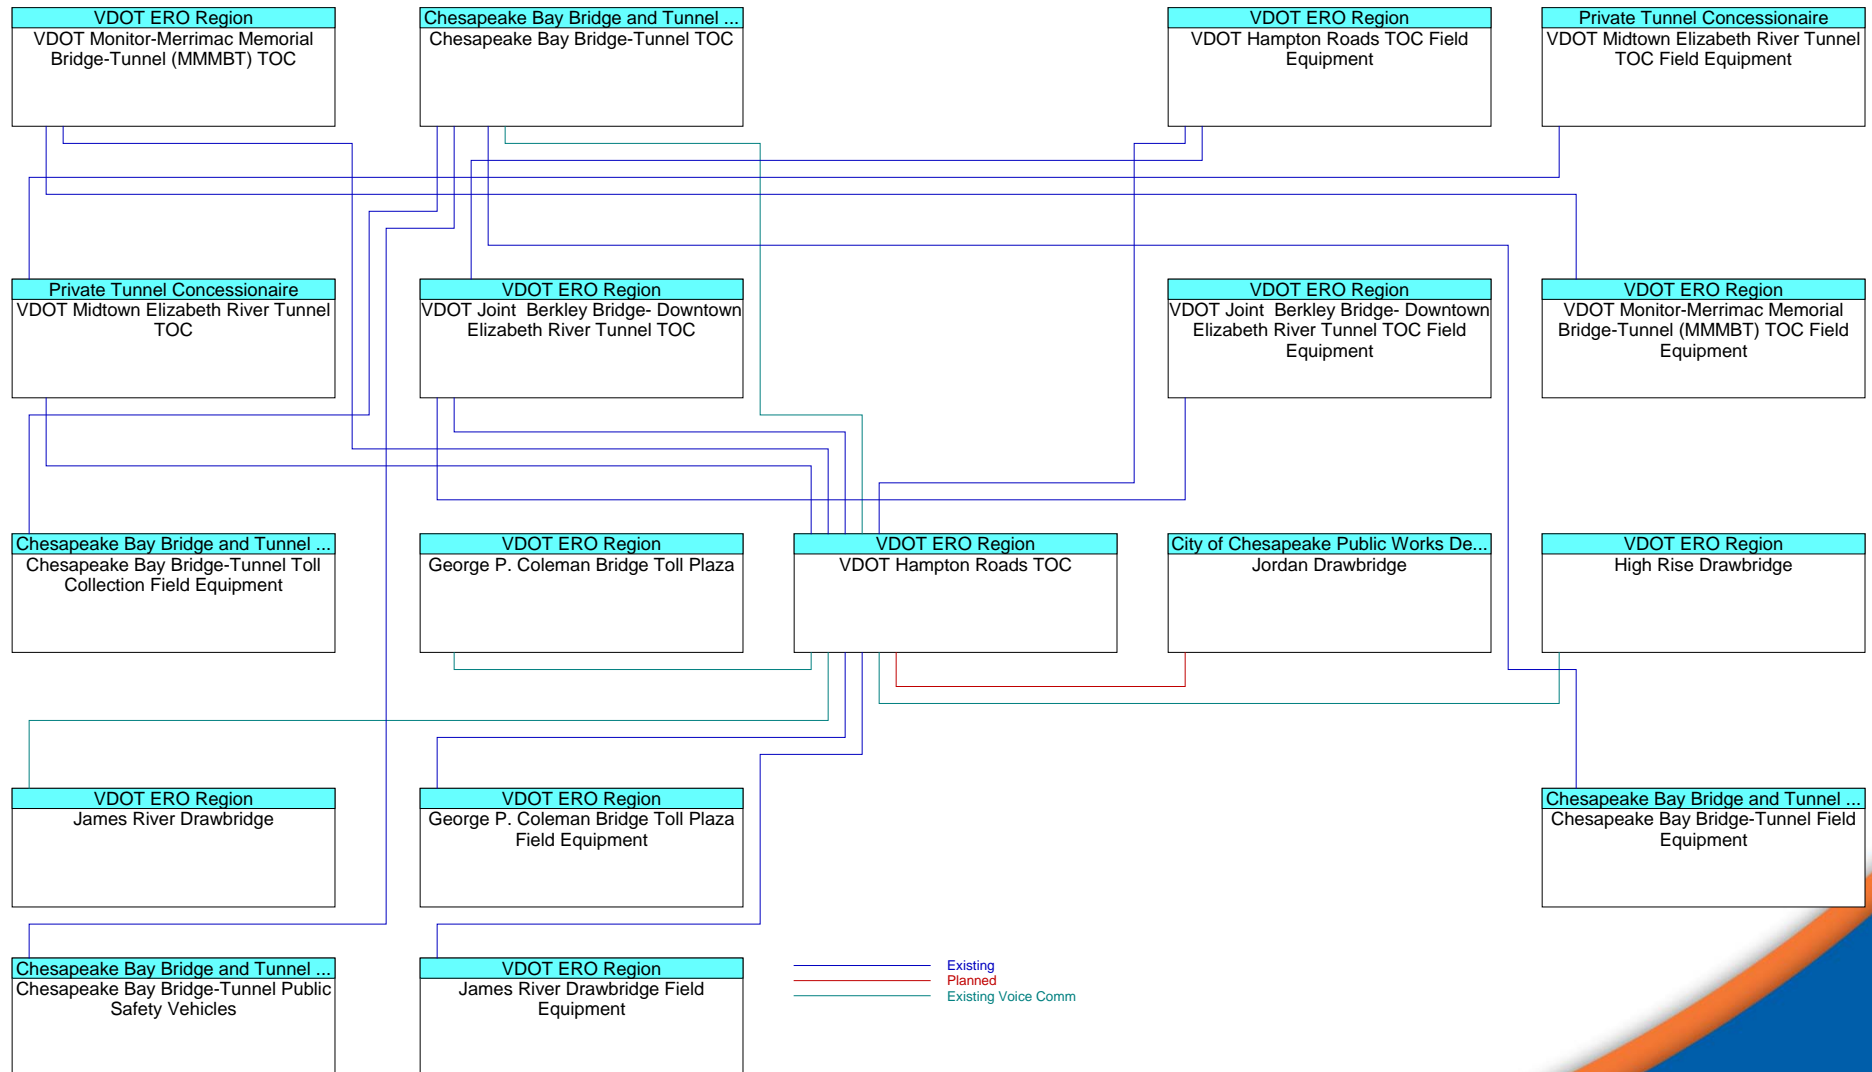 VDOT ERO Region
VDOT Monitor-Merrimac Memorial
Bridge-Tunnel (MMMBT) TOC
Chesapeake Bay Bridge and Tunnel ...
Chesapeake Bay Bridge-Tunnel TOC
VDOT ERO Region
VDOT Hampton Roads TOC Field
Equipment
Private Tunnel Concessionaire
VDOT Midtown Elizabeth River Tunnel
TOC Field Equipment
Private Tunnel Concessionaire
VDOT Midtown Elizabeth River Tunnel
TOC
VDOT ERO Region
VDOT Joint  Berkley Bridge- Downtown
Elizabeth River Tunnel TOC
VDOT ERO Region
VDOT Joint  Berkley Bridge- Downtown
Elizabeth River Tunnel TOC Field
Equipment
VDOT ERO Region
VDOT Monitor-Merrimac Memorial
Bridge-Tunnel (MMMBT) TOC Field
Equipment
Chesapeake Bay Bridge and Tunnel ...
Chesapeake Bay Bridge-Tunnel Toll
Collection Field Equipment
VDOT ERO Region
George P. Coleman Bridge Toll Plaza
VDOT ERO Region
VDOT Hampton Roads TOC
City of Chesapeake Public Works De...
Jordan Drawbridge
VDOT ERO Region
High Rise Drawbridge
VDOT ERO Region
James River Drawbridge
VDOT ERO Region
George P. Coleman Bridge Toll Plaza
Field Equipment
Chesapeake Bay Bridge and Tunnel ...
Chesapeake Bay Bridge-Tunnel Field
Equipment
Chesapeake Bay Bridge and Tunnel ...
Chesapeake Bay Bridge-Tunnel Public
Safety Vehicles
VDOT ERO Region
James River Drawbridge Field
Equipment
Existing
Planned
Existing Voice Comm